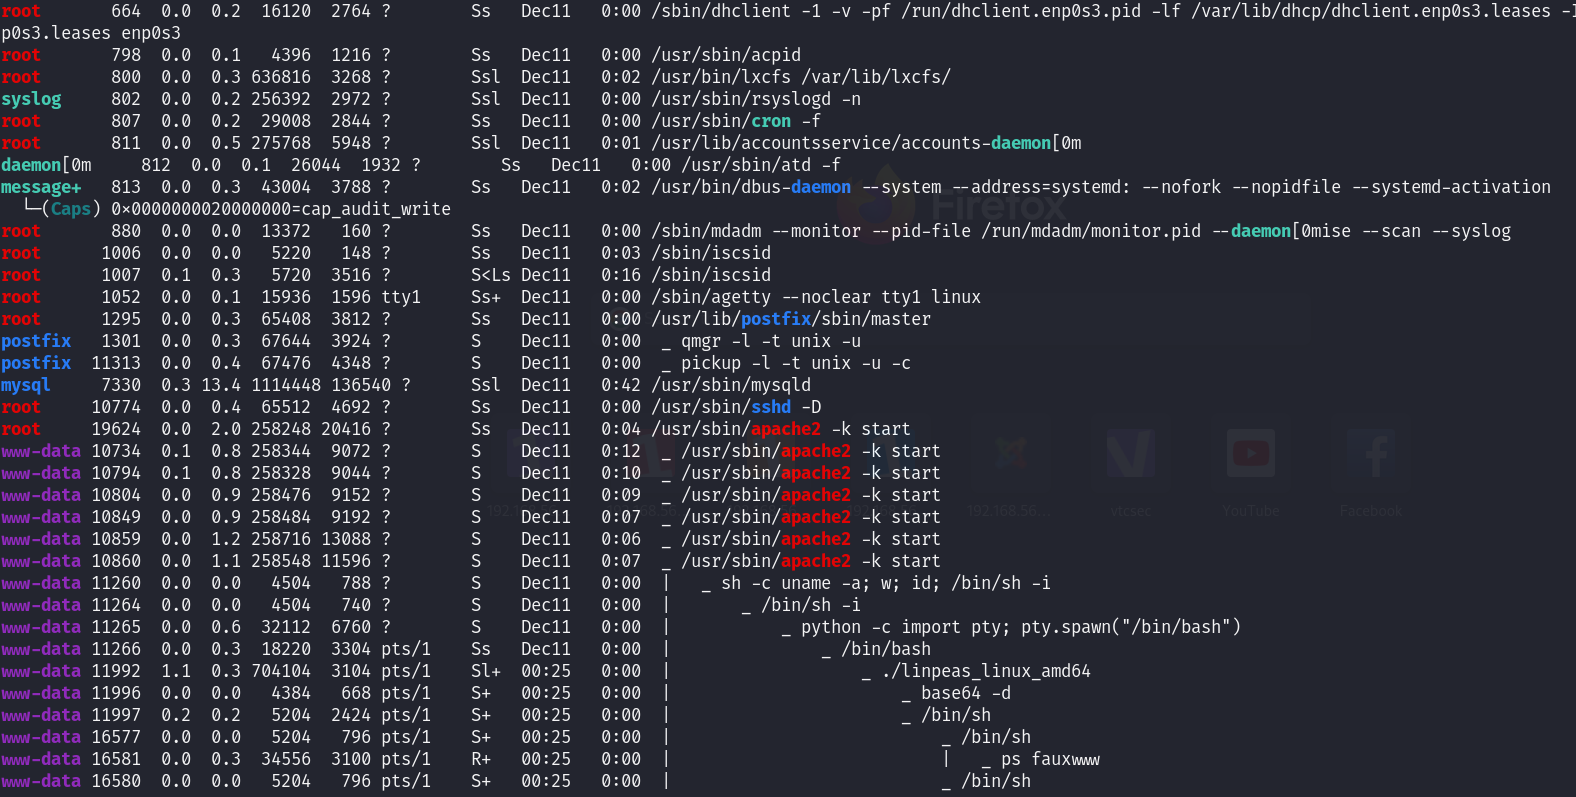 root       664  0.0  0.2  16120  2764 ?        Ss   Dec11   0:00 /sbin/dhclient -1 -v -pf /run/dhclient.enp0s3.pid -lf /var/lib/dhcp/dhclient.enp0s3.leases
p0s3.leases enp0s3
root       798  0.0  0.1   4396  1216 ?        Ss   Dec11   0:00 /usr/sbin/acpid
root       800  0.0  0.3 636816  3268 ?        Ssl  Dec11   0:02 /usr/bin/lxcfs /var/lib/lxcfs/
syslog     802  0.0  0.2 256392  2972 ?        Ssl  Dec11   0:00 /usr/sbin/rsyslogd -n
root       807  0.0  0.2  29008  2844 ?        Ss   Dec11   0:00 /usr/sbin/cron -f
root       811  0.0  0.5 275768  5948 ?        Ssl  Dec11   0:01 /usr/lib/accountsservice/accounts-daemon[0m
daemon[0m     812  0.0  0.1  26044  1932 ?        Ss   Dec11   0:00 /usr/sbin/atd -f
message+   813  0.0  0.3  43004  3788 ?        Ss   Dec11   0:02 /usr/bin/dbus-daemon --system --address=systemd: --nofork --nopidfile --systemd-activation
  └─(Caps) 0×0000000020000000=cap_audit_write
Firefox
root       880  0.0  0.0  13372   160 ?        Ss   Dec11   0:00 /sbin/mdadm --monitor --pid-file /run/mdadm/monitor.pid --daemon[0mise --scan --syslog
root      1006  0.0  0.0   5220   148 ?        Ss   Dec11   0:03 /sbin/iscsid
root      1007  0.1  0.3   5720  3516 ?        S<Ls Dec11   0:16 /sbin/iscsid
root      1052  0.0  0.1  15936  1596 tty1     Ss+  Dec11   0:00 /sbin/agetty --noclear tty1 linux
root      1295  0.0  0.3  65408  3812 ?        Ss   Dec11   0:00 /usr/lib/postfix/sbin/master
postfix   1301  0.0  0.3  67644  3924 ?        S    Dec11   0:00  _ qmgr -l -t unix -u
postfix  11313  0.0  0.4  67476  4348 ?        S    Dec11   0:00  _ pickup -l -t unix -u -c
mysql     7330  0.3 13.4 1114448 136540 ?      Ssl  Dec11   0:42 /usr/sbin/mysqld
root     10774  0.0  0.4  65512  4692 ?        Ss   Dec11   0:00 /usr/sbin/sshd -D
root     19624  0.0  2.0 258248 20416 ?        Ss   Dec11   0:04 /usr/sbin/apache2 -k start
www-data 10734  0.1  0.8 258344  9072 ?        S    Dec11   0:12  _ /usr/sbin/apache2 -k start
www-data 10794  0.1  0.8 258328  9044 ?        S    Dec11   0:10  _ /usr/sbin/apache2 -k start
www-data 10804  0.0  0.9 258476  9152 ?        S    Dec11   0:09  _ /usr/sbin/apache2 -k start
www-data 10849  0.0  0.9 258484  9192 ?        S    Dec11   0:07  _ /usr/sbin/apache2 -k start
vtcsec YouTube Facebook
www-data 10859  0.0  1.2 258716 13088 ?        S    Dec11   0:06  _ /usr/sbin/apache2 -k start
www-data 10860  0.0  1.1 258548 11596 ?        S    Dec11   0:07  _ /usr/sbin/apache2 -k start
www-data 11260  0.0  0.0   4504   788 ?        S    Dec11   0:00  |   _ sh -c uname -a; w; id; /bin/sh -i
www-data 11264  0.0  0.0   4504   740 ?        S    Dec11   0:00  |       _ /bin/sh -i
www-data 11265  0.0  0.6  32112  6760 ?        S    Dec11   0:00  |           _ python -c import pty; pty.spawn("/bin/bash")
www-data 11266  0.0  0.3  18220  3304 pts/1    Ss   Dec11   0:00  |               _ /bin/bash
www-data 11992  1.1  0.3 704104  3104 pts/1    Sl+  00:25   0:00  |                   _ ./linpeas_linux_amd64
www-data 11996  0.0  0.0   4384   668 pts/1    S+   00:25   0:00  |                       _ base64 -d
www-data 11997  0.2  0.2   5204  2424 pts/1    S+   00:25   0:00  |                       _ /bin/sh
www-data 16577  0.0  0.0   5204   796 pts/1    S+   00:25   0:00  |                           _ /bin/sh
www-data 16581  0.0  0.3  34556  3100 pts/1    R+   00:25   0:00  |                           |   _ ps fauxwww
www-data 16580  0.0  0.0   5204   796 pts/1    S+   00:25   0:00  |                           _ /bin/sh